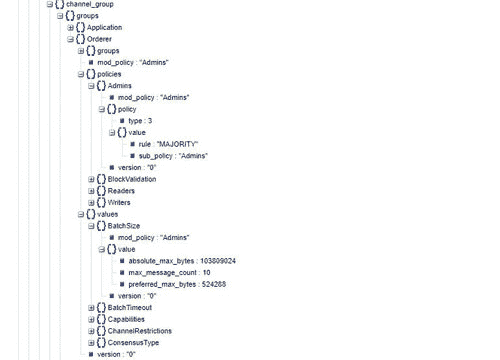 channel_group
groups
Application
Orderer
groups
mod_policy : "Admins"
policies
Admins
mod_policy : "Admins"
policy
type : 3
value
rule : "MAJORITY"
sub_policy : "Admins"
version : "0"
BlockValidation
Readers
Writers
values
BatchSize
mod_policy : "Admins"
value
absolute_max_bytes : 103809024
max_message_count : 10
preferred_max_bytes : 524288
version : "0"
BatchTimeout
Capabilities
ChannelRestrictions
ConsensusType
version : "0"